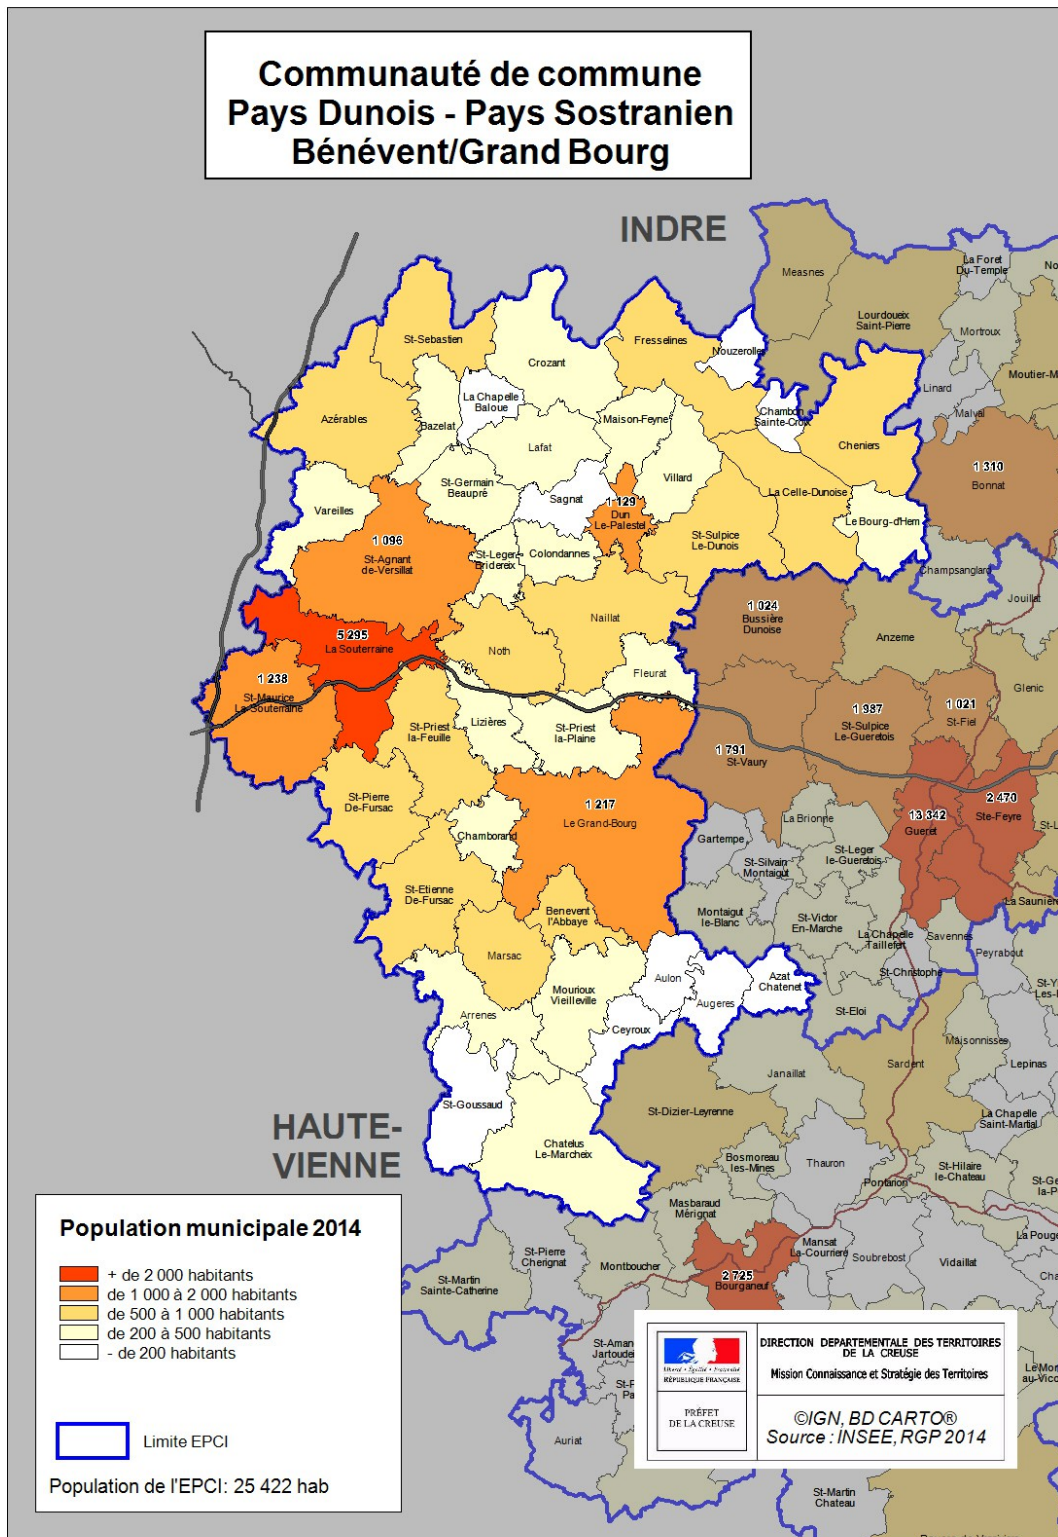 Communauté de commune
Pays Dunois - Pays Sostranien
Bénévent/Grand Bourg
INDRE
Measnes
La Foret
Du-Temple
Lourdoueix
Saint-Pierre
Mortroux
Linard
Malval
St-Sebastien
Crozant
Fresselines
Nouzerolles
La Chapelle
Baloue
Azérables
Bazelat
Maison-Feyne
Chambon
Sainte-Croix
Cheniers
Lafat
1 310
Bonnat
St-Germain
Beaupré
Sagnat
Villard
La Celle-Dunoise
Vareilles
1 129
Dun
Le-Palestel
Le Bourg-d'Hem
1 096
St-Agnant
de-Versillat
St-Leger
Bridereix
Colondannes
St-Sulpice
Le-Dunois
Champsanglard
Jouillat
1 024
Bussière
Dunoise
Naillat
Anzeme
5 295
La Souterraine
Noth
Fleurat
Glenic
1 238
St-Maurice
La-Souterraine
St-Priest
la-Feuille
Lizières
St-Priest
la-Plaine
1 987
St-Sulpice
Le-Gueretois
1 021
St-Fiel
1 791
St-Vaury
St-Pierre
De-Fursac
1 217
Le Grand-Bourg
Chamborand
13 342
Gueret
2 470
Ste-Feyre
La Brionne
Gartempe
St-Silvain
Montaigut
St-Leger
le-Gueretois
St-Etienne
De-Fursac
Benevent
l'Abbaye
Montaigut
le-Blanc
St-Victor
En-Marche
La Saunière
La Chapelle
Taillefert
Savennes
Peyrabout
Marsac
Mourioux
Vieilleville
Aulon
Azat
Chatenet
Augeres
St-Christophe
St-Eloi
Arrenes
Ceyroux
Maisonnisses
Sardent
Lepinas
Janaillat
St-Goussaud
St-Dizier-Leyrenne
La Chapelle
Saint-Martial
HAUTE-
VIENNE
Chatelus
Le-Marcheix
Bosmoreau
les-Mines
Thauron
Pontarion
St-Hilaire
le-Chateau
Masbaraud
Mérignat
Mansat
La-Courriere
Soubrebost
Vidaillat
St-Pierre
Cherignat
Montboucher
St-Martin
Sainte-Catherine
2 725
Bourganeuf
Auriat
St-Martin
Chateau
Population municipale 2014
+ de 2 000 habitants
de 1 000 à 2 000 habitants
de 500 à 1 000 habitants
de 200 à 500 habitants
- de 200 habitants
Limite EPCI
Population de l'EPCI: 25 422 hab
Liberté • Égalité • Fraternité
RÉPUBLIQUE FRANÇAISE
PRÉFET
DE LA CREUSE
DIRECTION DEPARTEMENTALE DES TERRITOIRES
DE LA CREUSE
Mission Connaissance et Stratégie des Territoires
©IGN, BD CARTO®
Source : INSEE, RGP 2014